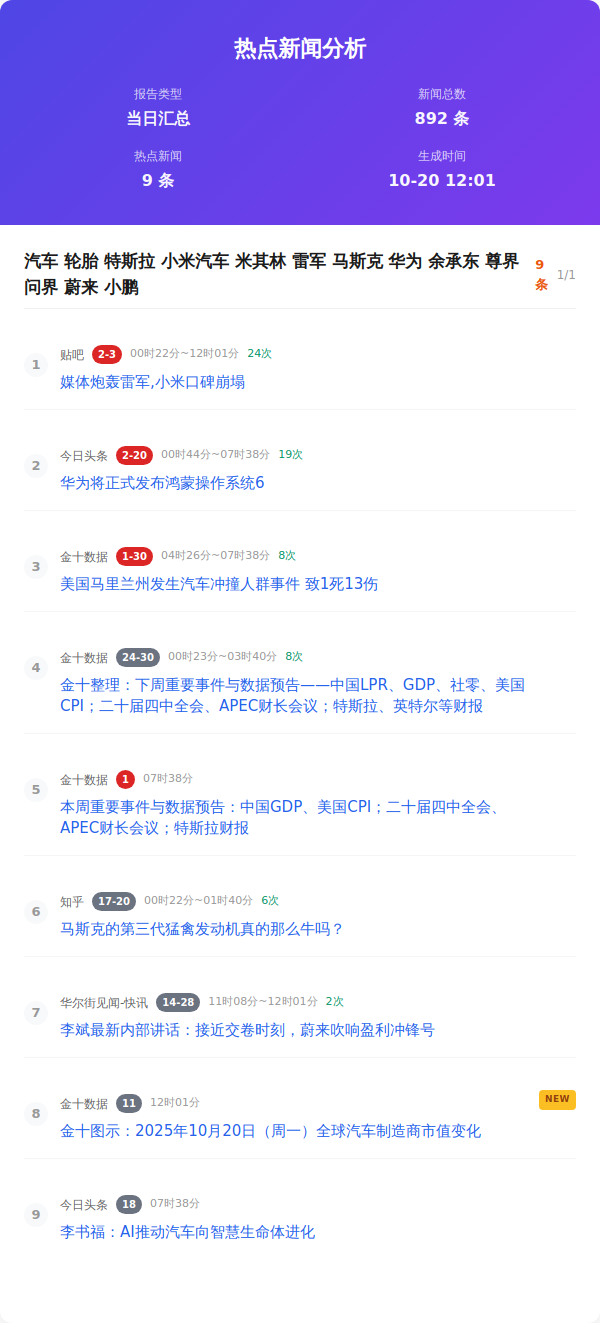 热点新闻分析
报告类型
新闻总数
当日汇总
892 条
热点新闻
生成时间
9 条
10-20 12:01
汽车 轮胎 特斯拉 小米汽车 米其林 雷军 马斯克 华为 余承东 尊界
问界 蔚来 小鹏
9
条
1/1
1
贴吧 2-3 00时22分~12时01分 24次
媒体炮轰雷军,小米口碑崩塌
2
今日头条 2-20 00时44分~07时38分 19次
华为将正式发布鸿蒙操作系统6
3
金十数据 1-30 04时26分~07时38分 8次
美国马里兰州发生汽车冲撞人群事件 致1死13伤
4
金十数据 24-30 00时23分~03时40分 8次
金十整理：下周重要事件与数据预告——中国LPR、GDP、社零、美国
CPI；二十届四中全会、APEC财长会议；特斯拉、英特尔等财报
5
金十数据 1 07时38分
本周重要事件与数据预告：中国GDP、美国CPI；二十届四中全会、
APEC财长会议；特斯拉财报
6
知乎 17-20 00时22分~01时40分 6次
马斯克的第三代猛禽发动机真的那么牛吗？
7
华尔街见闻-快讯 14-28 11时08分~12时01分 2次
李斌最新内部讲话：接近交卷时刻，蔚来吹响盈利冲锋号
8
金十数据 11 12时01分 NEW
金十图示：2025年10月20日（周一）全球汽车制造商市值变化
9
今日头条 18 07时38分
李书福：AI推动汽车向智慧生命体进化